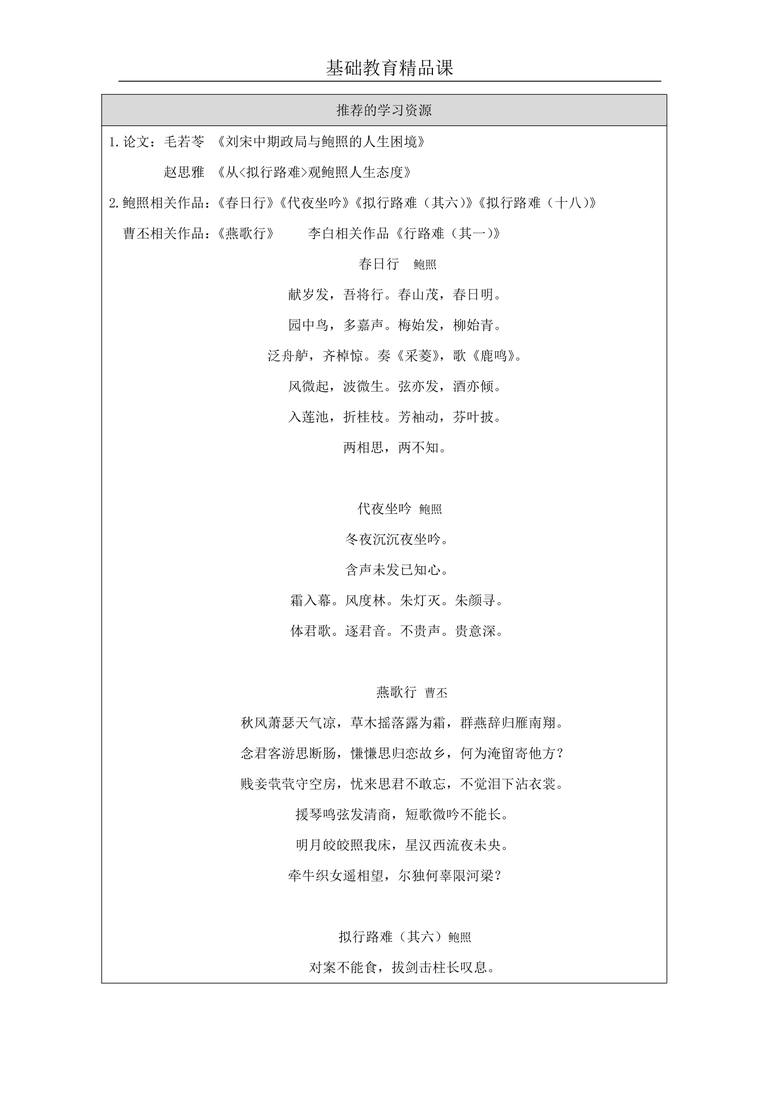 基础教育精品课
推荐的学习资源
1.论文：毛若苓 《刘宋中期政局与鲍照的人生困境》
赵思雅 《从<拟行路难>观鲍照人生态度》
2.鲍照相关作品：《春日行》《代夜坐吟》《拟行路难（其六）》《拟行路难（十八）》
曹丕相关作品：《燕歌行》 李白相关作品《行路难（其一）》
春日行 鲍照
献岁发，吾将行。春山茂，春日明。
园中鸟，多嘉声。梅始发，柳始青。
泛舟舻，齐棹惊。奏《采菱》，歌《鹿鸣》。
风微起，波微生。弦亦发，酒亦倾。
入莲池，折桂枝。芳袖动，芬叶披。
两相思，两不知。
代夜坐吟 鲍照
冬夜沉沉夜坐吟。
含声未发已知心。
霜入幕。风度林。朱灯灭。朱颜寻。
体君歌。逐君音。不贵声。贵意深。
燕歌行 曹丕
秋风萧瑟天气凉，草木摇落露为霜，群燕辞归雁南翔。
念君客游思断肠，慊慊思归恋故乡，何为淹留寄他方？
贱妾茕茕守空房，忧来思君不敢忘，不觉泪下沾衣裳。
援琴鸣弦发清商，短歌微吟不能长。
明月皎皎照我床，星汉西流夜未央。
牵牛织女遥相望，尔独何辜限河梁？
拟行路难（其六）鲍照
对案不能食，拔剑击柱长叹息。